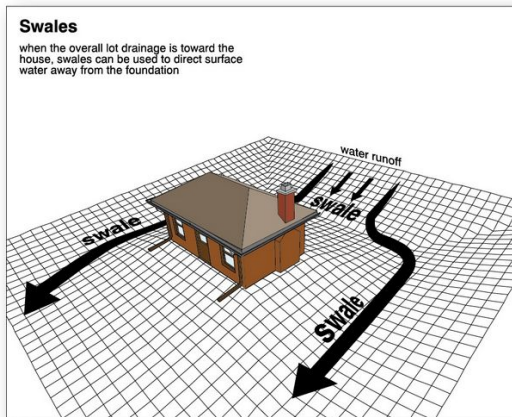 Swales
when the overall lot drainage is toward the
house, swales can be used to direct surface
water away from the foundation
water runoff
swale
swale
Swale